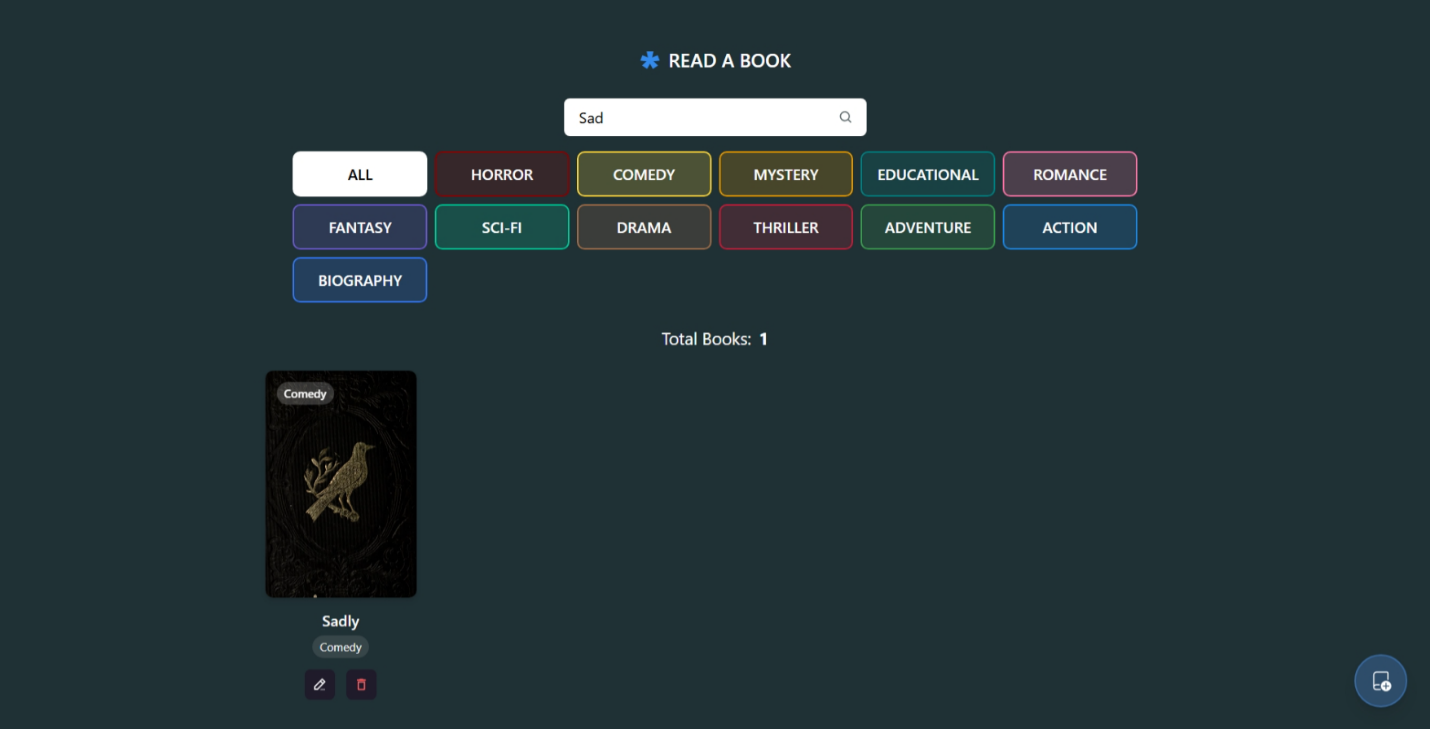 READ A BOOK
Sad
ALL HORROR COMEDY MYSTERY EDUCATIONAL ROMANCE
FANTASY SCI-FI DRAMA THRILLER ADVENTURE ACTION
BIOGRAPHY
Total Books: 1
Comedy
Sadly
Comedy